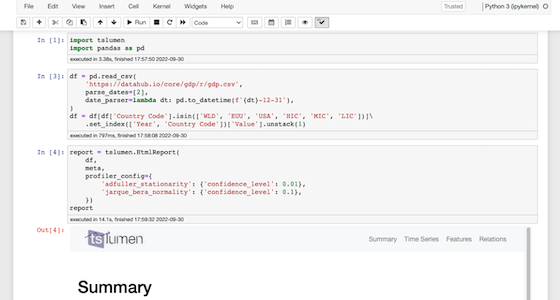 File Edit View Insert Cell Kernel Widgets Help Trusted Python 3 (ipykernel)
Run Code
In [1]: import tslumen
import pandas as pd
executed in 3.38s, finished 17:57:50 2022-09-30
In [3]: df = pd.read_csv(
'https://datahub.io/core/gdp/r/gdp.csv',
parse_dates=[2],
date_parser=lambda dt: pd.to_datetime(f'{dt}-12-31'),
)
df = df[df['Country Code'].isin(['WLD', 'EUU', 'USA', 'HIC', 'MIC', 'LIC'])]\
.set_index(['Year', 'Country Code'])['Value'].unstack(1)
executed in 797ms, finished 17:58:08 2022-09-30
In [4]: report = tslumen.HtmlReport(
df,
meta,
profiler_config={
'adfuller_stationarity': {'confidence_level': 0.01},
'jarque_bera_normality': {'confidence_level': 0.1},
})
report
executed in 14.1s, finished 17:59:32 2022-09-30
Out[4]: tslumen Summary Time Series Features Relations
Summary